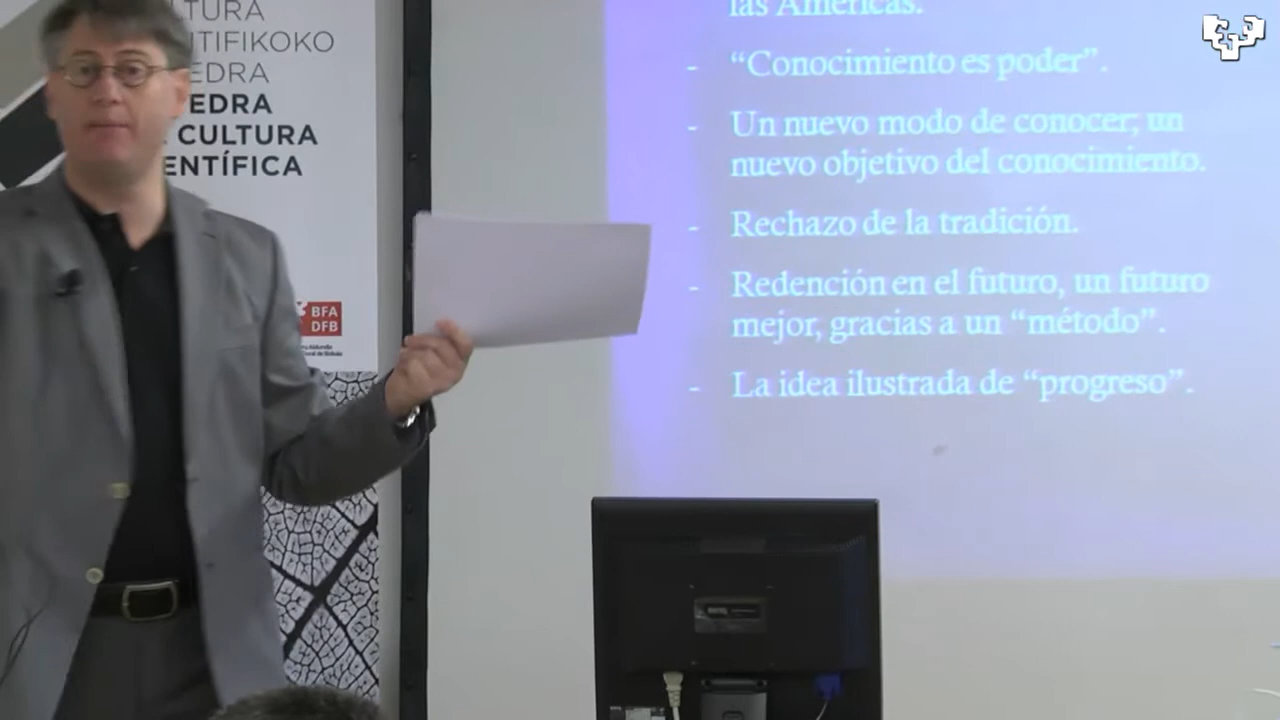 LTURA
NTIFIKOKO
EDRA
EDRA
CULTURA
ENTÍFICA
BFA
DFB
las Américas.
- “Conocimiento es poder”.
- Un nuevo modo de conocer; un
nuevo objetivo del conocimiento.
- Rechazo de la tradición.
- Redención en el futuro, un futuro
mejor, gracias a un “método”.
- La idea ilustrada de “progreso”.